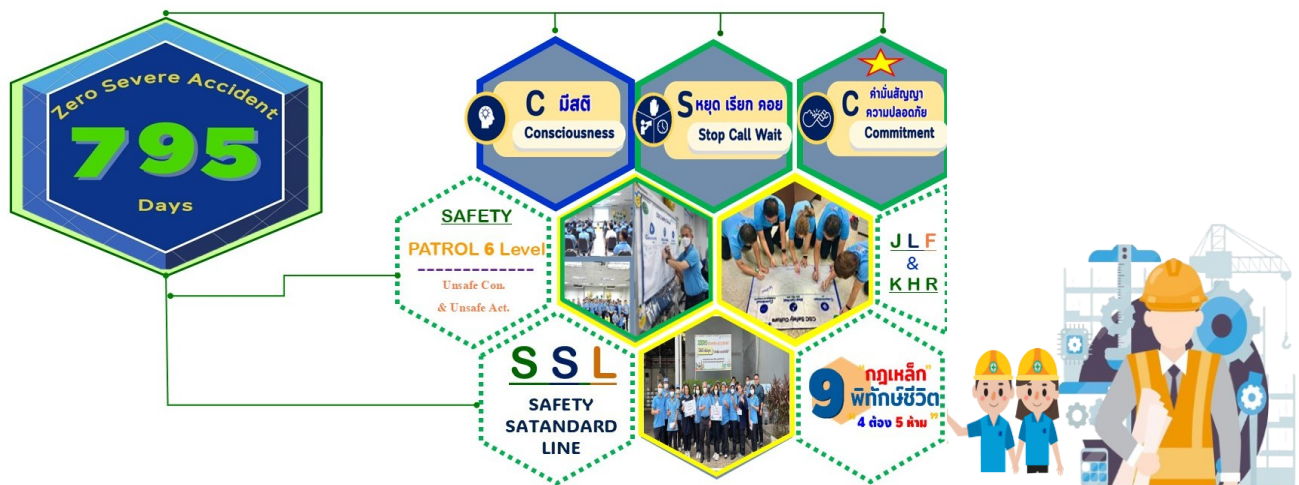 Zero Severe Accident
795
Days
C มีสติ
Consciousness
S หยุด เรียก คอย
Stop Call Wait
C คำมั่นสัญญา
ความปลอดภัย
Commitment
SAFETY
PATROL 6 Level
--------------
Unsafe Con.
& Unsafe Act.
J L F
&
K H R
CSC Safety Culture
S S L
SAFETY
SATANDARD
LINE
9 "กฎเหล็ก"
พิทักษ์ชีวิต
"4 ต้อง 5 ห้าม"